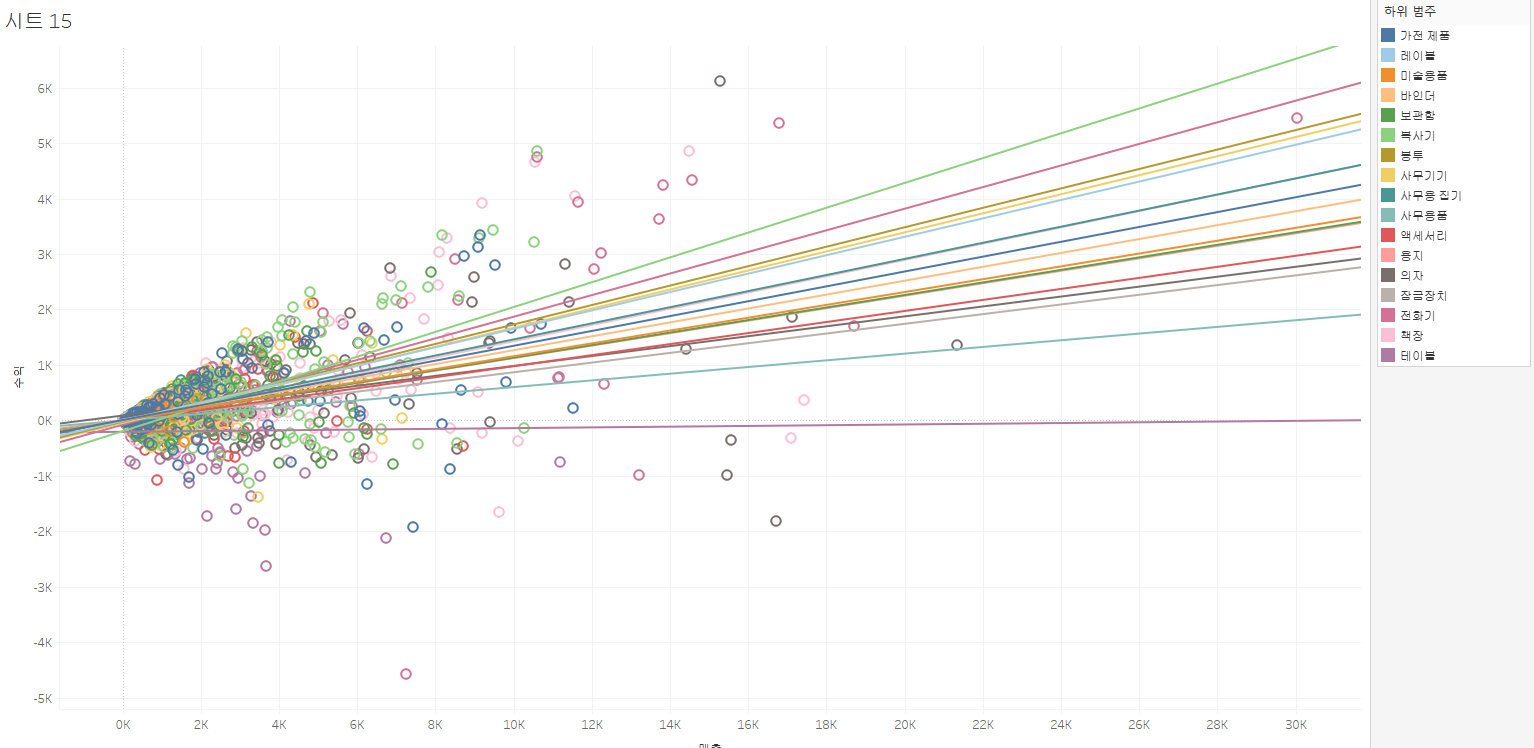 시트 15
하위 범주
가전 제품
레이블
미술용품
바인더
보관함
복사기
봉투
사무기기
사무용 집기
사무용품
액세서리
용지
의자
잠금장치
전화기
책장
테이블
6K
5K
4K
3K
2K
1K
0K
-1K
-2K
-3K
-4K
-5K
수익
0K 2K 4K 6K 8K 10K 12K 14K 16K 18K 20K 22K 24K 26K 28K 30K